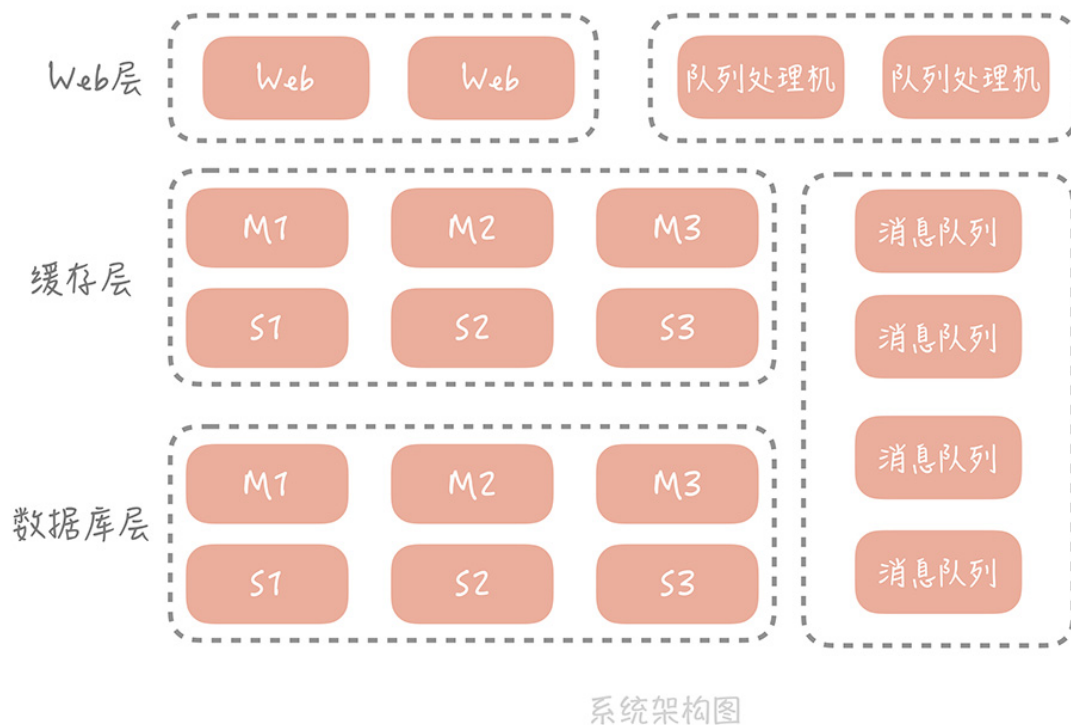 Web层
Web Web
队列处理机 队列处理机
缓存层
M1 M2 M3
S1 S2 S3
消息队列
消息队列
数据库层
M1 M2 M3
S1 S2 S3
消息队列
消息队列
系统架构图